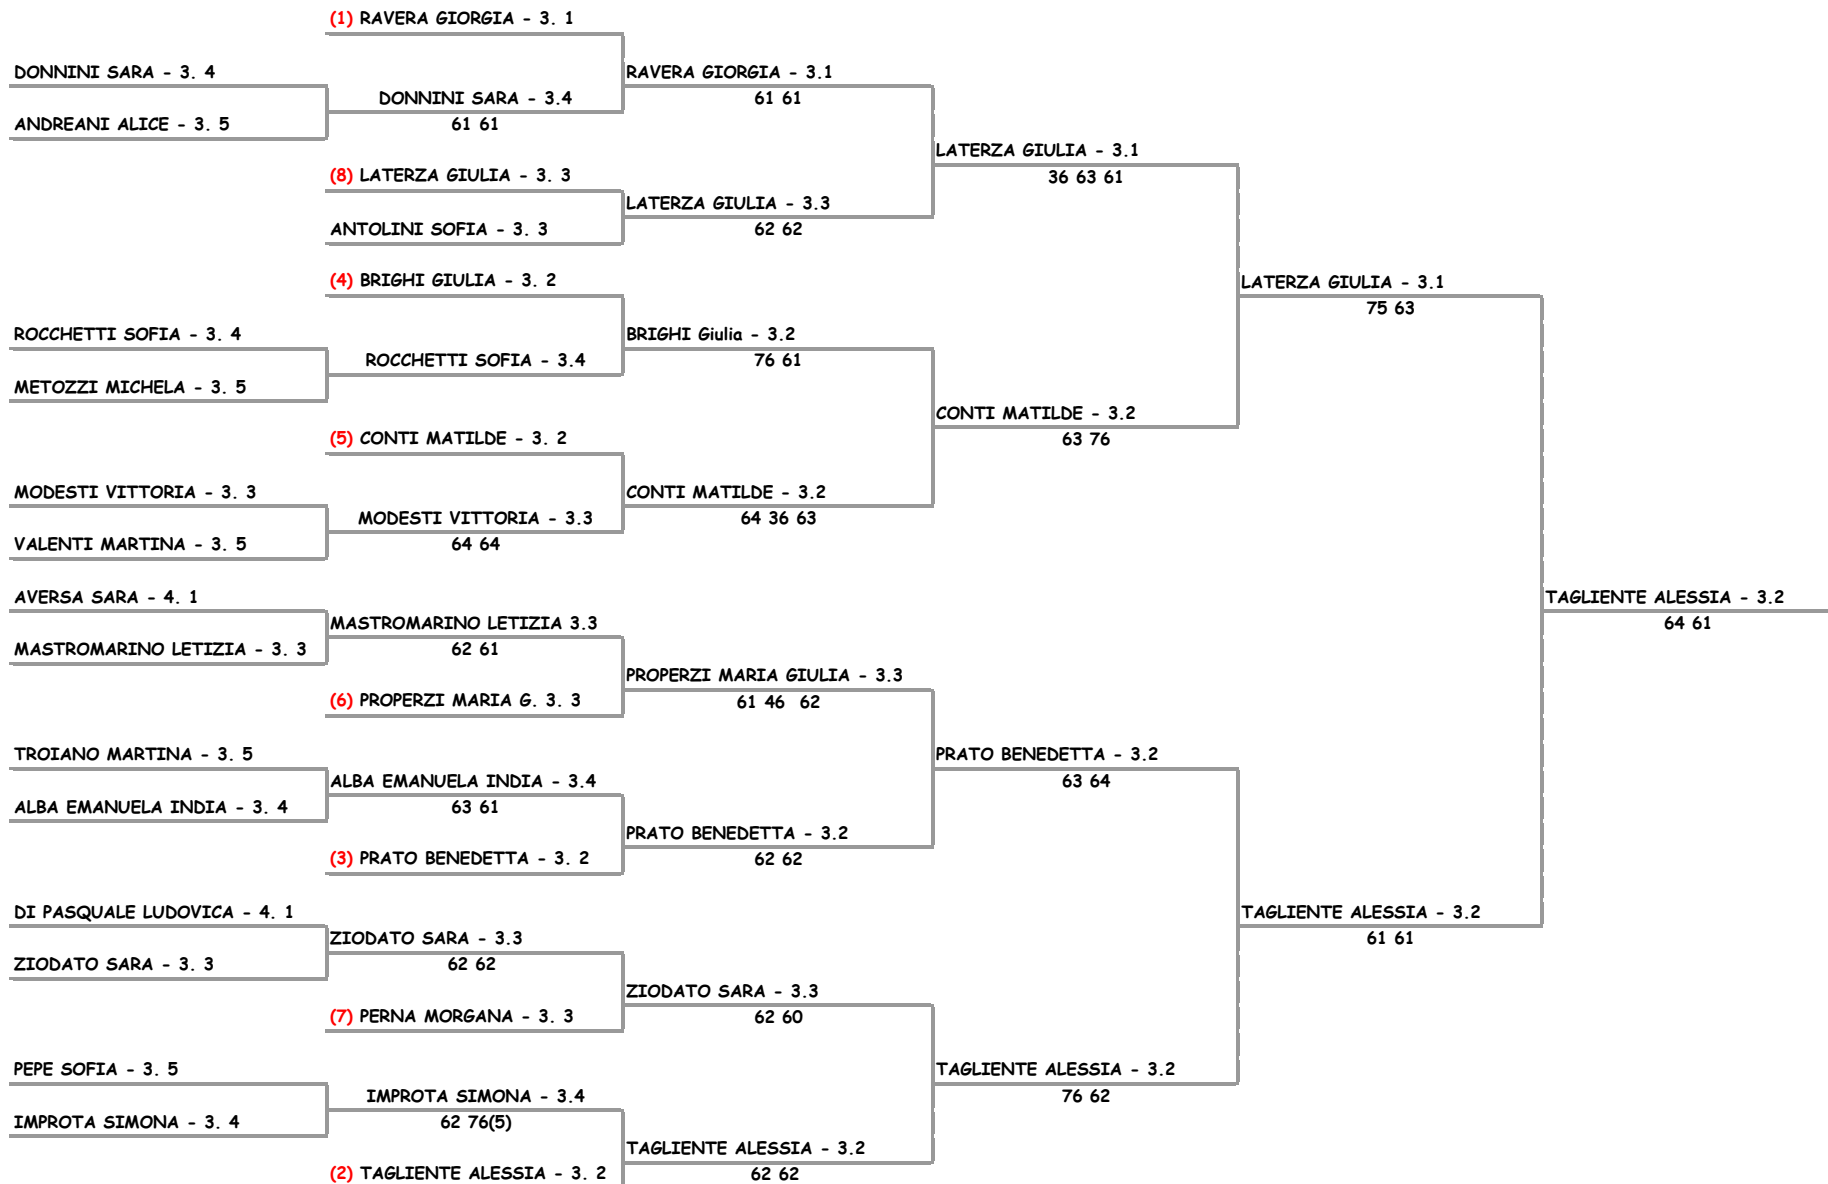 (1) RAVERA GIORGIA - 3. 1
DONNINI SARA - 3. 4
RAVERA GIORGIA - 3.1
DONNINI SARA - 3.4
61 61
ANDREANI ALICE - 3. 5
61 61
LATERZA GIULIA - 3.1
(8) LATERZA GIULIA - 3. 3
36 63 61
LATERZA GIULIA - 3.3
ANTOLINI SOFIA - 3. 3
62 62
(4) BRIGHI GIULIA - 3. 2
LATERZA GIULIA - 3.1
75 63
ROCCHETTI SOFIA - 3. 4
BRIGHI Giulia - 3.2
ROCCHETTI SOFIA - 3.4
76 61
METOZZI MICHELA - 3. 5
CONTI MATILDE - 3.2
(5) CONTI MATILDE - 3. 2
63 76
MODESTI VITTORIA - 3. 3
CONTI MATILDE - 3.2
MODESTI VITTORIA - 3.3
64 36 63
VALENTI MARTINA - 3. 5
64 64
AVERSA SARA - 4. 1
TAGLIENTE ALESSIA - 3.2
MASTROMARINO LETIZIA 3.3
64 61
MASTROMARINO LETIZIA - 3. 3
62 61
PROPERZI MARIA GIULIA - 3.3
(6) PROPERZI MARIA G. 3. 3
61 46 62
TROIANO MARTINA - 3. 5
PRATO BENEDETTA - 3.2
ALBA EMANUELA INDIA - 3.4
63 64
ALBA EMANUELA INDIA - 3. 4
63 61
PRATO BENEDETTA - 3.2
(3) PRATO BENEDETTA - 3. 2
62 62
DI PASQUALE LUDOVICA - 4. 1
TAGLIENTE ALESSIA - 3.2
ZIODATO SARA - 3.3
61 61
ZIODATO SARA - 3. 3
62 62
ZIODATO SARA - 3.3
(7) PERNA MORGANA - 3. 3
62 60
PEPE SOFIA - 3. 5
TAGLIENTE ALESSIA - 3.2
IMPROTA SIMONA - 3.4
76 62
IMPROTA SIMONA - 3. 4
62 76(5)
TAGLIENTE ALESSIA - 3.2
(2) TAGLIENTE ALESSIA - 3. 2
62 62